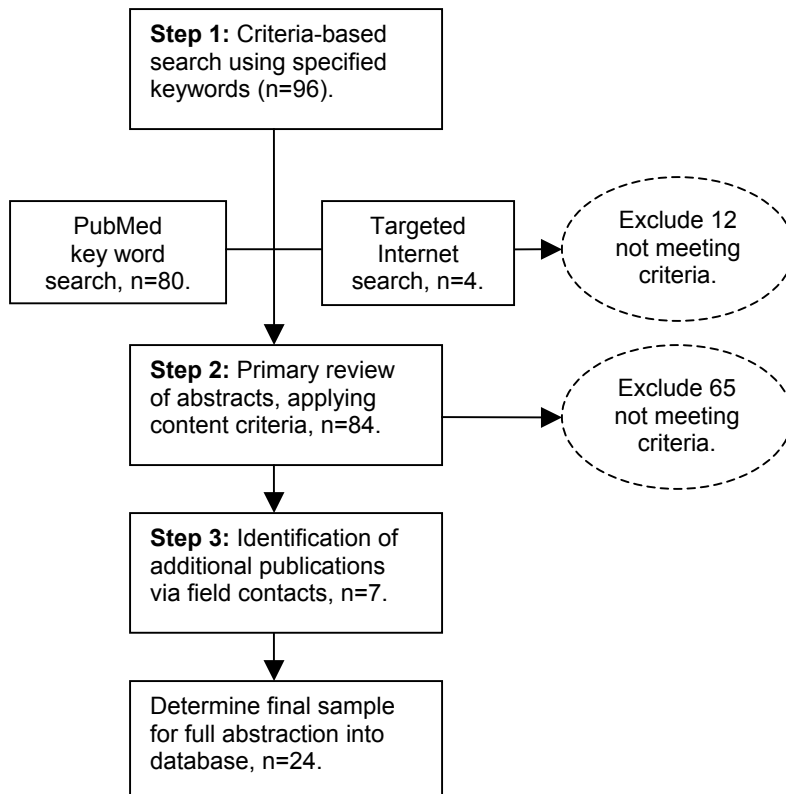 Step 1: Criteria-based
search using specified
keywords (n=96).
PubMed
key word
search, n=80.
Targeted
Internet
search, n=4.
Exclude 12
not meeting
criteria.
Step 2: Primary review
of abstracts, applying
content criteria, n=84.
Exclude 65
not meeting
criteria.
Step 3: Identification of
additional publications
via field contacts, n=7.
Determine final sample
for full abstraction into
database, n=24.